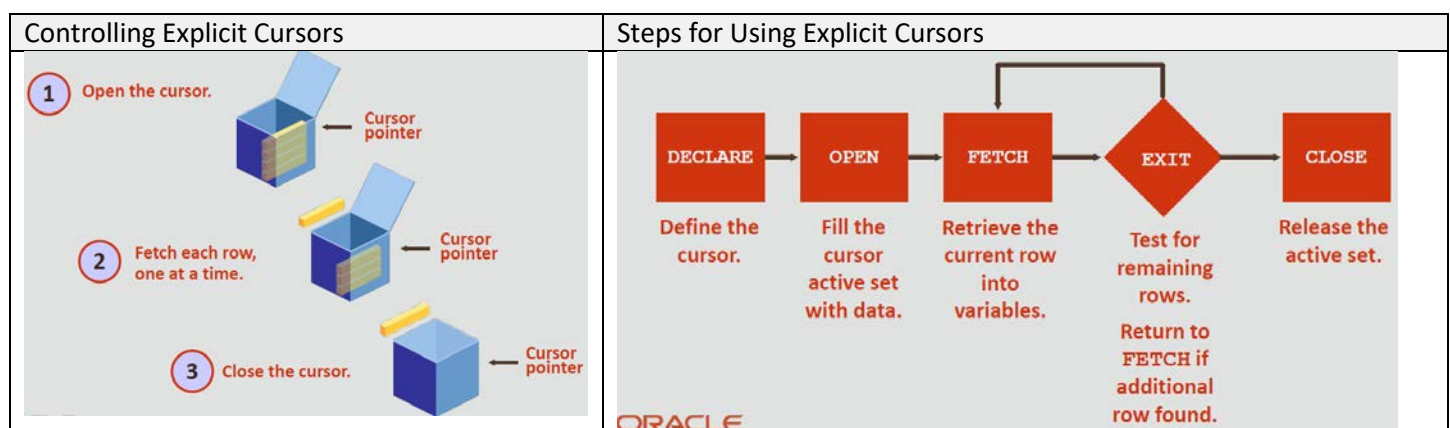 Controlling Explicit Cursors
1
Open the cursor.
Cursor
pointer
2
Fetch each row,
one at a time.
Cursor
pointer
3
Close the cursor.
Cursor
pointer
Steps for Using Explicit Cursors
DECLARE
OPEN
FETCH
EXIT
CLOSE
Define the
cursor.
Fill the
cursor
active set
with data.
Retrieve the
current row
into
variables.
Test for
remaining
rows.
Return to
FETCH if
additional
row found.
Release the
active set.
ORACLE